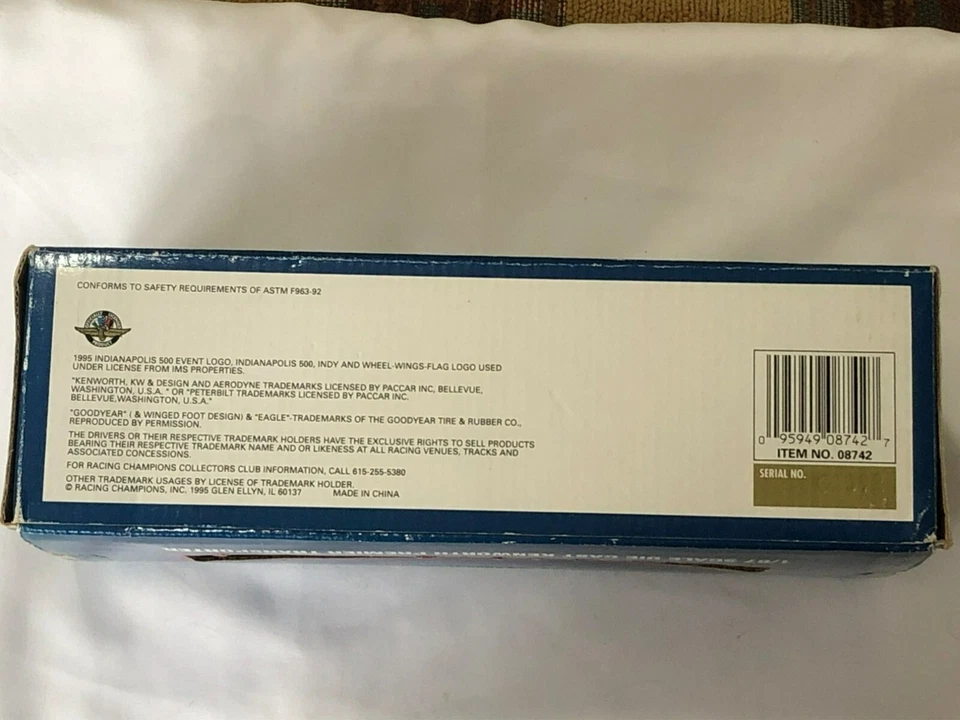 CONFORMS TO SAFETY REQUIREMENTS OF ASTM F963-92
1995 INDIANAPOLIS 500 EVENT LOGO, INDIANAPOLIS 500, INDY AND WHEEL-WINGS-FLAG LOGO USED
UNDER LICENSE FROM IMS PROPERTIES.
"KENWORTH, KW & DESIGN AND AERODYNE TRADEMARKS LICENSED BY PACCAR INC, BELLEVUE,
WASHINGTON, U.S.A. " OR "PETERBILT TRADEMARKS LICENSED BY PACCAR INC.
BELLEVUE,WASHINGTON, U.S.A."
"GOODYEAR" ( & WINGED FOOT DESIGN) & "EAGLE"-TRADEMARKS OF THE GOODYEAR TIRE & RUBBER CO.,
REPRODUCED BY PERMISSION.
THE DRIVERS OR THEIR RESPECTIVE TRADEMARK HOLDERS HAVE THE EXCLUSIVE RIGHTS TO SELL PRODUCTS
BEARING THEIR RESPECTIVE TRADEMARK NAME AND OR LIKENESS AT ALL RACING VENUES, TRACKS AND
ASSOCIATED CONCESSIONS.
FOR RACING CHAMPIONS COLLECTORS CLUB INFORMATION, CALL 615-255-5380
OTHER TRADEMARK USAGES BY LICENSE OF TRADEMARK HOLDER.
© RACING CHAMPIONS, INC. 1995 GLEN ELLYN, IL 60137 MADE IN CHINA
0 95949 08742 7
ITEM NO. 08742
SERIAL NO.
KENWORTH PREMIUM